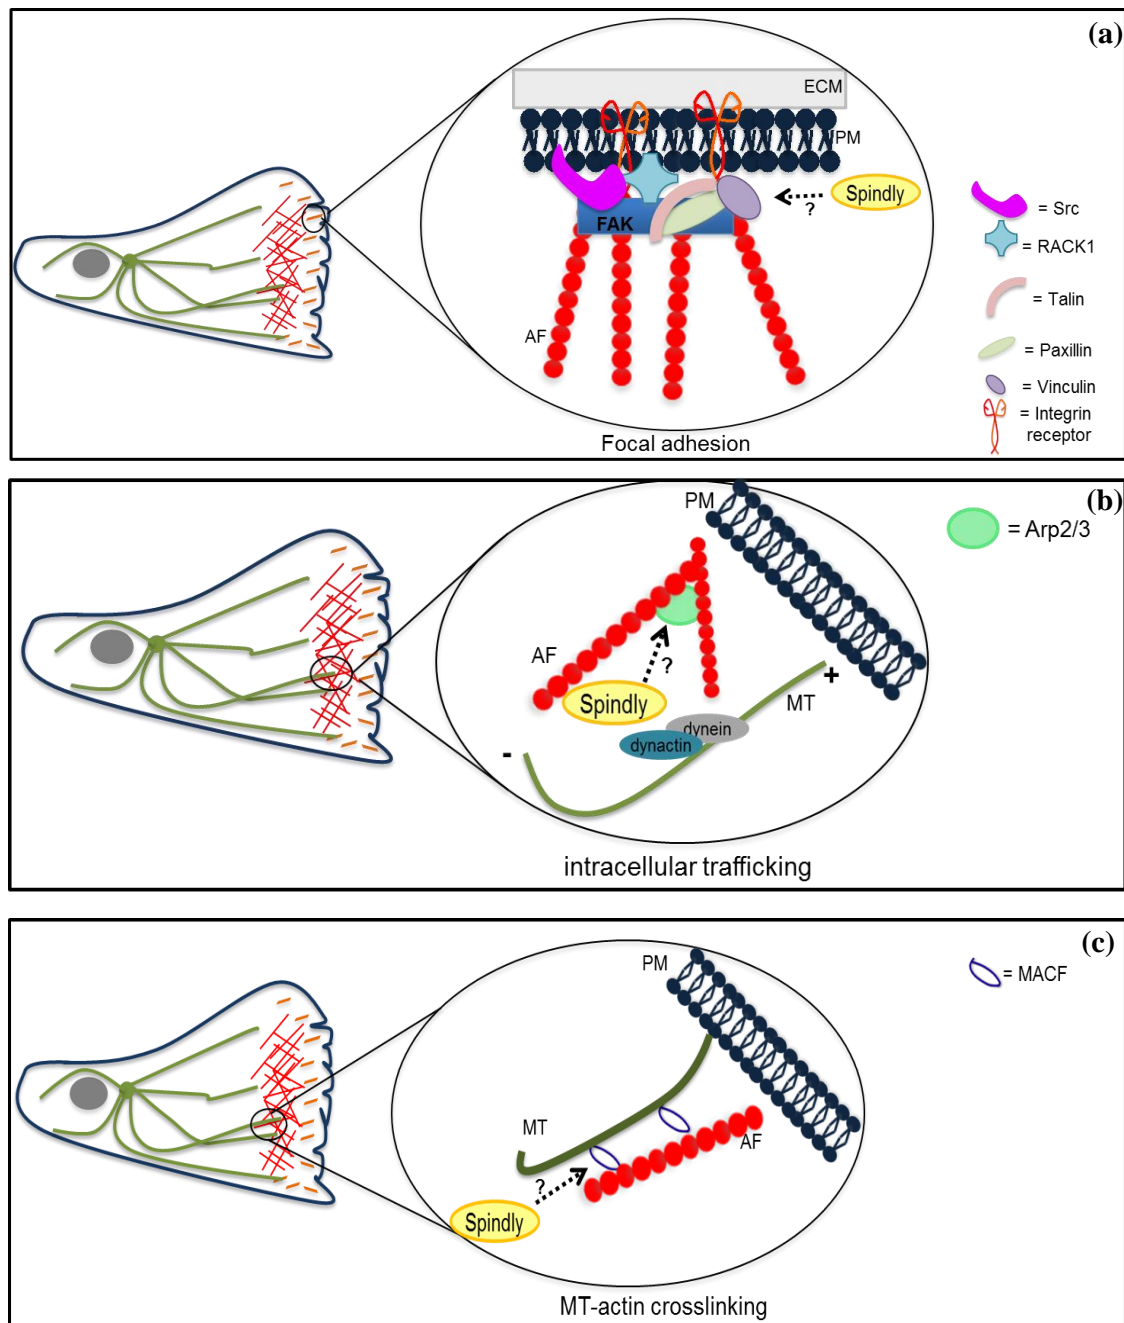 (a)
ECM
PM
Spindly
?
FAK
AF
= Src
= RACK1
= Talin
= Paxillin
= Vinculin
= Integrin
receptor
Focal adhesion
(b)
PM
= Arp2/3
AF
?
Spindly
+
MT
dynein
dynactin
-
intracellular trafficking
(c)
PM
= MACF
MT
AF
?
Spindly
MT-actin crosslinking